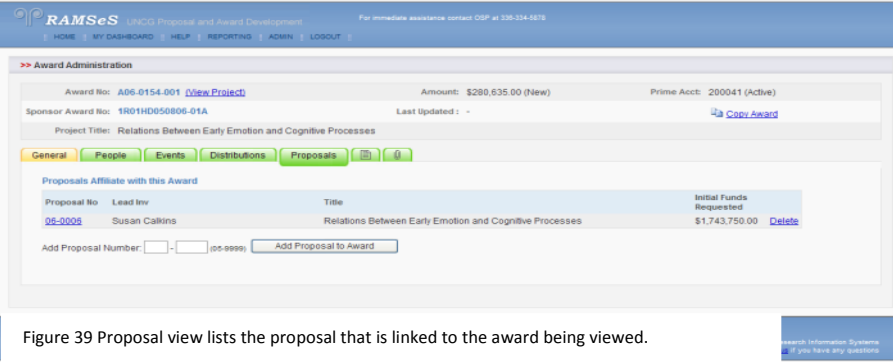 RAMSeS UNCG Proposal and Award Development
For immediate assistance contact OSP at 336-334-5878
HOME MY DASHBOARD HELP REPORTING ADMIN LOGOUT
>> Award Administration
Award No: A06-0154-001 (View Project) Amount: $280,635.00 (New) Prime Acct: 200041 (Active)
Sponsor Award No: 1R01HD050806-01A Last Updated : - Copy Award
Project Title: Relations Between Early Emotion and Cognitive Processes
General People Events Distributions Proposals
Proposals Affiliate with this Award
Proposal No Lead Inv Title Initial Funds Requested
06-0006 Susan Calkins Relations Between Early Emotion and Cognitive Processes $1,743,750.00 Delete
Add Proposal Number: - (05-9999) Add Proposal to Award
Figure 39 Proposal view lists the proposal that is linked to the award being viewed.
Information Systems
if you have any questions